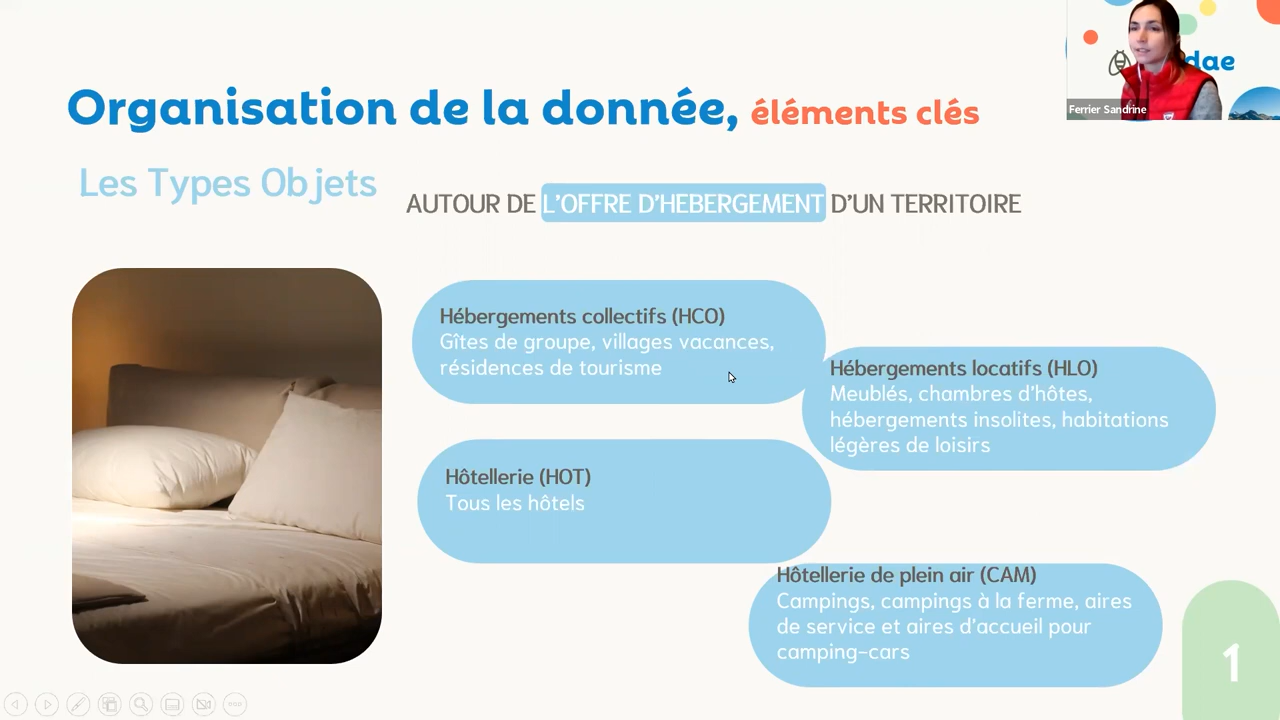 Organisation de la donnée, éléments clés
dae
Ferrier Sandrine
Les Types Objets
AUTOUR DE L'OFFRE D'HEBERGEMENT D'UN TERRITOIRE
Hébergements collectifs (HCO)
Gîtes de groupe, villages vacances,
résidences de tourisme
Hébergements locatifs (HLO)
Meublés, chambres d'hôtes,
hébergements insolites, habitations
légères de loisirs
Hôtellerie (HOT)
Tous les hôtels
Hôtellerie de plein air (CAM)
Campings, campings à la ferme, aires
de service et aires d'accueil pour
camping-cars
1